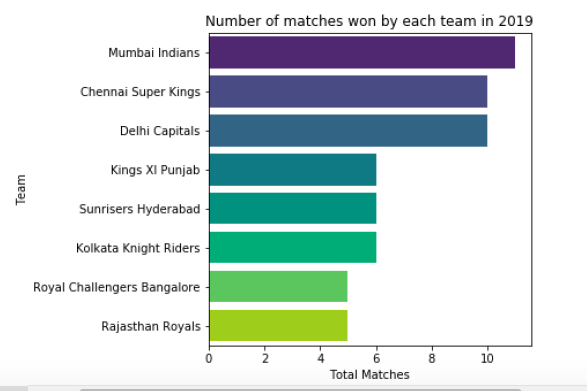 Number of matches won by each team in 2019
Mumbai Indians
Chennai Super Kings
Delhi Capitals
Kings XI Punjab
Sunrisers Hyderabad
Kolkata Knight Riders
Royal Challengers Bangalore
Rajasthan Royals
Team
0 2 4 6 8 10
Total Matches